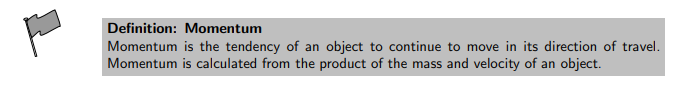 Definition: Momentum
Momentum is the tendency of an object to continue to move in its direction of travel.
Momentum is calculated from the product of the mass and velocity of an object.